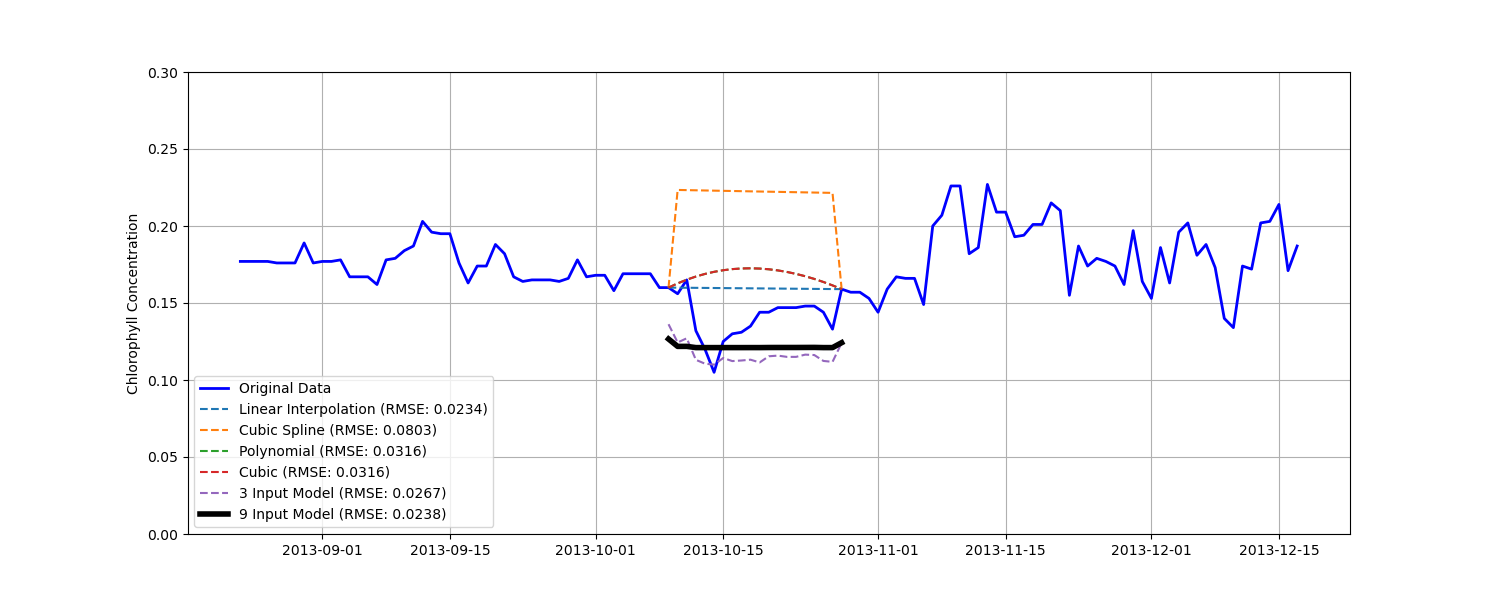 0.30
0.25
0.20
0.15
0.10
0.05
0.00
Chlorophyll Concentration
Original Data
Linear Interpolation (RMSE: 0.0234)
Cubic Spline (RMSE: 0.0803)
Polynomial (RMSE: 0.0316)
Cubic (RMSE: 0.0316)
3 Input Model (RMSE: 0.0267)
9 Input Model (RMSE: 0.0238)
2013-09-01 2013-09-15 2013-10-01 2013-10-15 2013-11-01 2013-11-15 2013-12-01 2013-12-15